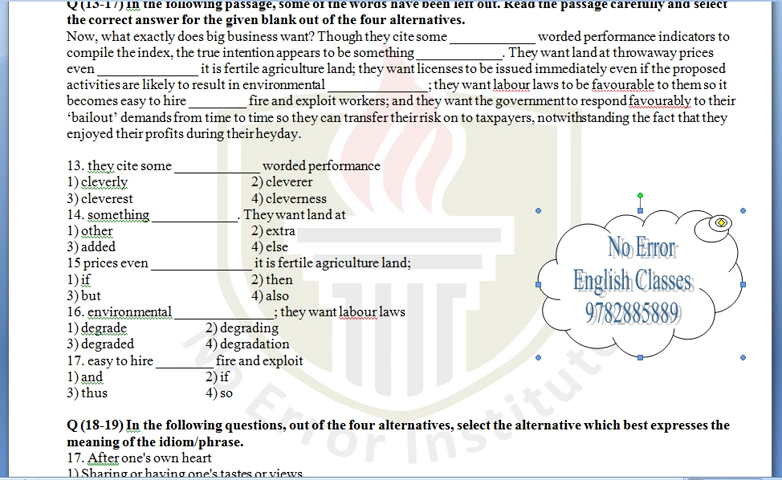 Q (13-17) In the following passage, some of the words have been left out. Read the passage carefully and select
the correct answer for the given blank out of the four alternatives.
Now, what exactly does big business want? Though they cite some ____________ worded performance indicators to
compile the index, the true intention appears to be something ____________. They want land at throwaway prices
even ______________ it is fertile agriculture land; they want licenses to be issued immediately even if the proposed
activities are likely to result in environmental ______________; they want labour laws to be favourable to them so it
becomes easy to hire ________ fire and exploit workers; and they want the government to respond favourably to their
‘bailout’ demands from time to time so they can transfer their risk on to taxpayers, notwithstanding the fact that they
enjoyed their profits during their heyday.
13. they cite some ____________ worded performance
1) cleverly 2) cleverer
3) cleverest 4) cleverness
14. something ____________. They want land at
1) other 2) extra
3) added 4) else
15 prices even ______________ it is fertile agriculture land;
1) if 2) then
3) but 4) also
16. environmental ______________; they want labour laws
1) degrade 2) degrading
3) degraded 4) degradation
17. easy to hire ________ fire and exploit
1) and 2) if
3) thus 4) so
No Error
English Classes
9782885889
Q (18-19) In the following questions, out of the four alternatives, select the alternative which best expresses the
meaning of the idiom/phrase.
17. After one's own heart
1) Sharing or having one's tastes or views
No Error Institute